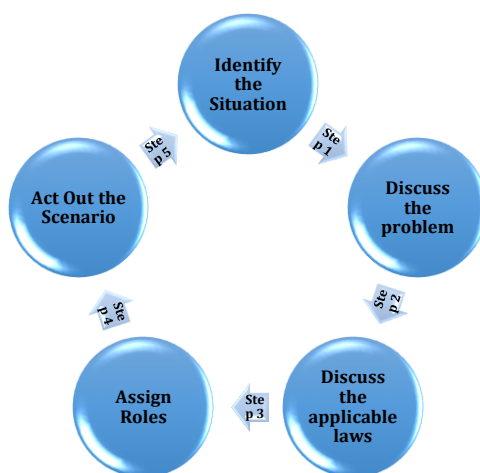 Identify
the
Situation
Ste
p 1
Discuss
the
problem
Ste
p 2
Discuss
the
applicable
laws
Ste
p 3
Assign
Roles
Ste
p 4
Act Out the
Scenario
Ste
p 5